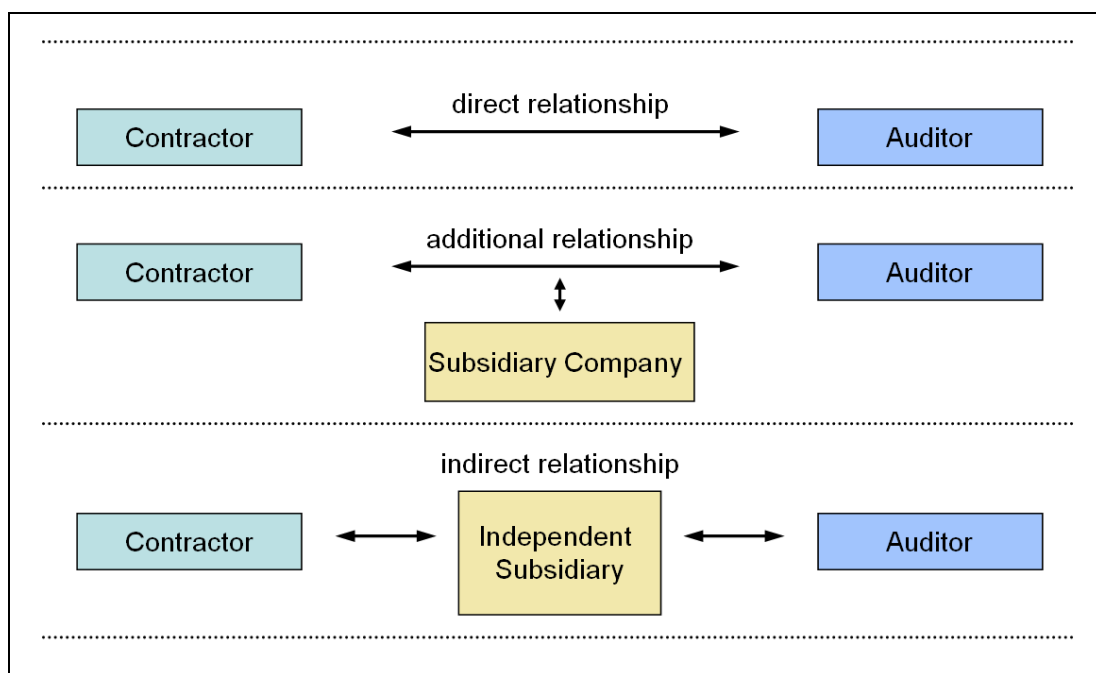 direct relationship
Contractor
Auditor
additional relationship
Contractor
Auditor
Subsidiary Company
indirect relationship
Contractor
Independent
Subsidiary
Auditor